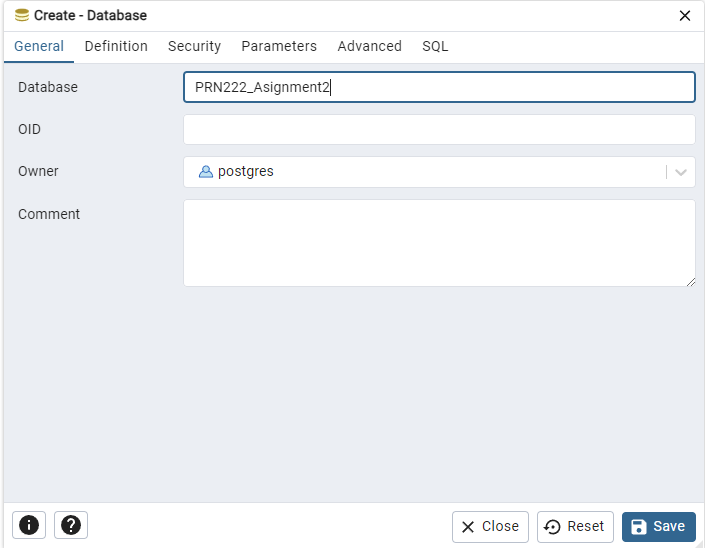 Create - Database
General Definition Security Parameters Advanced SQL
Database PRN222_Asignment2
OID
Owner postgres
Comment
Close Reset Save